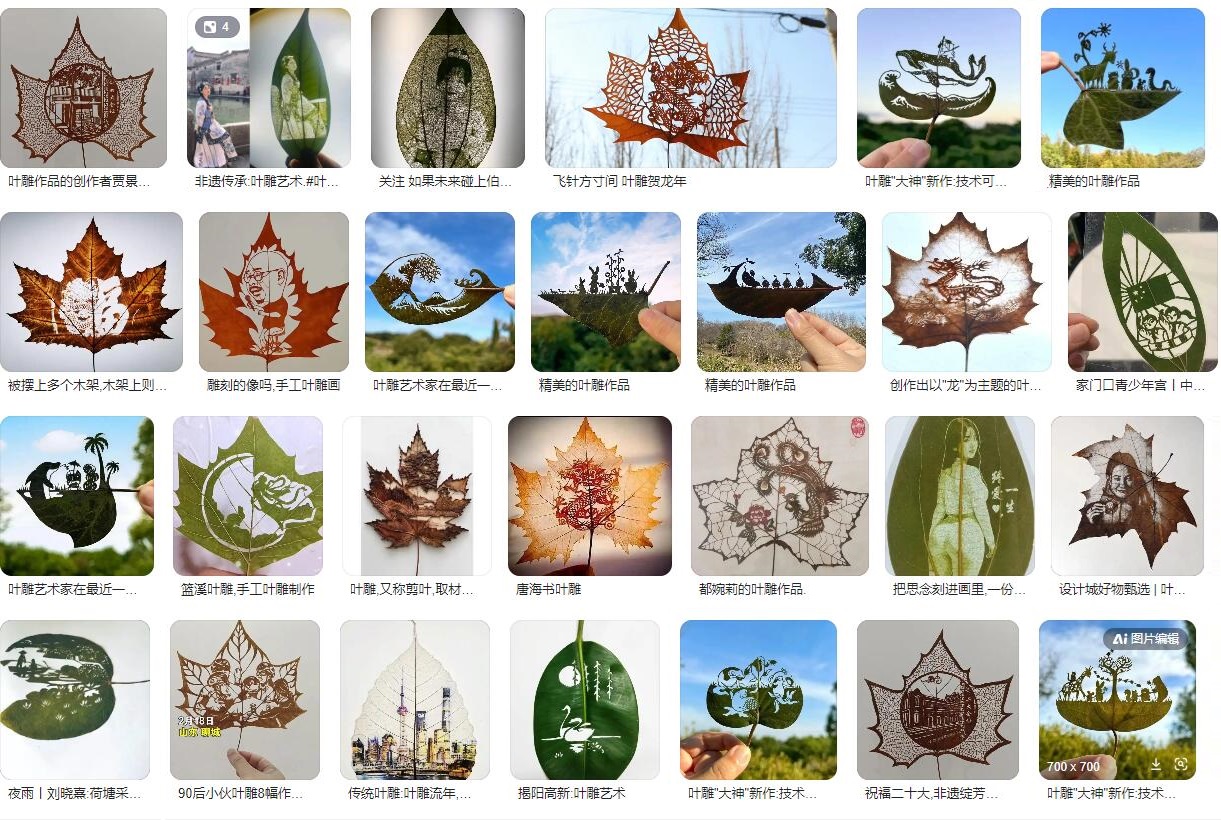 4
叶雕作品的创作者贾景...
非遗传承:叶雕艺术.#叶...
关注 如果未来碰上伯...
飞针方寸间 叶雕贺龙年
叶雕"大神"新作:技术可...
精美的叶雕作品
被摆上多个木架,木架上则...
雕刻的像吗,手工叶雕画
叶雕艺术家在最近一...
精美的叶雕作品
精美的叶雕作品
创作出以"龙"为主题的叶...
家门口青少年宫丨中...
终爱
一生
叶雕艺术家在最近一...
篮溪叶雕,手工叶雕制作
叶雕,又称剪叶,取材...
唐海书叶雕
都婉莉的叶雕作品.
把思念刻进画里,一份...
设计城好物甄选 | 叶...
Ai 图片编辑
2月18日
山东 聊城
700 x 700
夜雨丨刘晓熹:荷塘采...
90后小伙叶雕8幅作...
传统叶雕:叶雕流年,...
揭阳高新:叶雕艺术
叶雕"大神"新作:技术...
祝福二十大,非遗绽芳...
叶雕"大神"新作:技术...